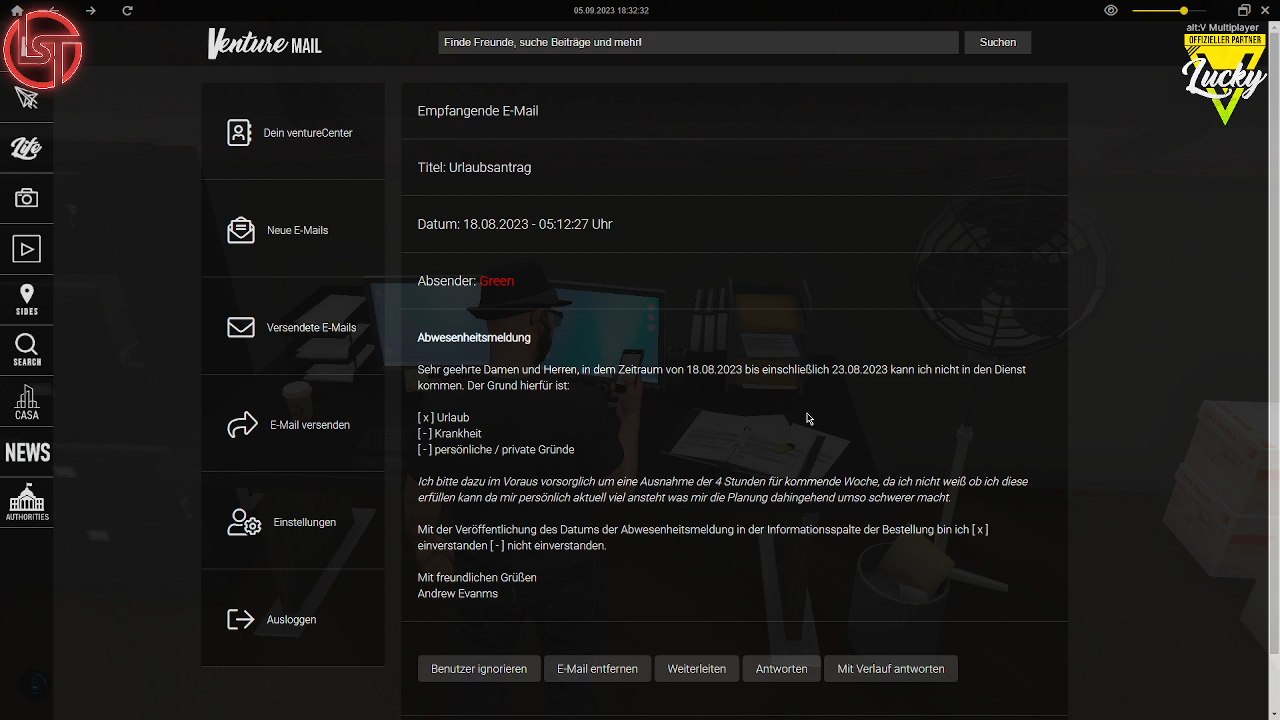 05.09.2023 18:32:32
LST
Venture MAIL
Finde Freunde, suche Beiträge und mehr!
Suchen
alt:V Multiplayer
OFFIZIELLER PARTNER
Lucky
V
Life
SIDES
SEARCH
CASA
NEWS
AUTHORITIES
Dein ventureCenter
Neue E-Mails
Versendete E-Mails
E-Mail versenden
Einstellungen
Ausloggen
Empfangende E-Mail
Titel: Urlaubsantrag
Datum: 18.08.2023 - 05:12:27 Uhr
Absender: Green
Abwesenheitsmeldung
Sehr geehrte Damen und Herren, in dem Zeitraum von 18.08.2023 bis einschließlich 23.08.2023 kann ich nicht in den Dienst
kommen. Der Grund hierfür ist:
[ x ] Urlaub
[ - ] Krankheit
[ - ] persönliche / private Gründe
Ich bitte dazu im Voraus vorsorglich um eine Ausnahme der 4 Stunden für kommende Woche, da ich nicht weiß ob ich diese
erfüllen kann da mir persönlich aktuell viel ansteht was mir die Planung dahingehend umso schwerer macht.
Mit der Veröffentlichung des Datums der Abwesenheitsmeldung in der Informationsspalte der Bestellung bin ich [ x ]
einverstanden [ - ] nicht einverstanden.
Mit freundlichen Grüßen
Andrew Evanms
Benutzer ignorieren
E-Mail entfernen
Weiterleiten
Antworten
Mit Verlauf antworten